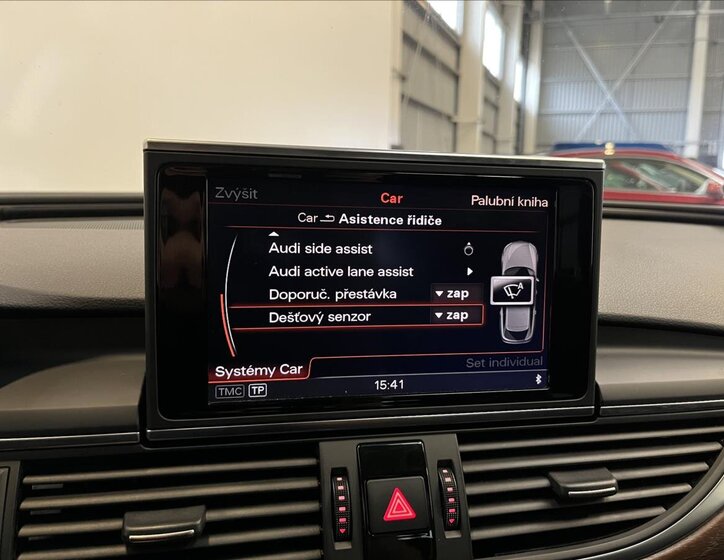 Zvýšit Car Palubní kniha
Car Asistence řidiče
Audi side assist
Audi active lane assist
Doporuč. přestávka zap
Dešťový senzor zap
A
Systémy Car Set individual
TMC TP 15:41